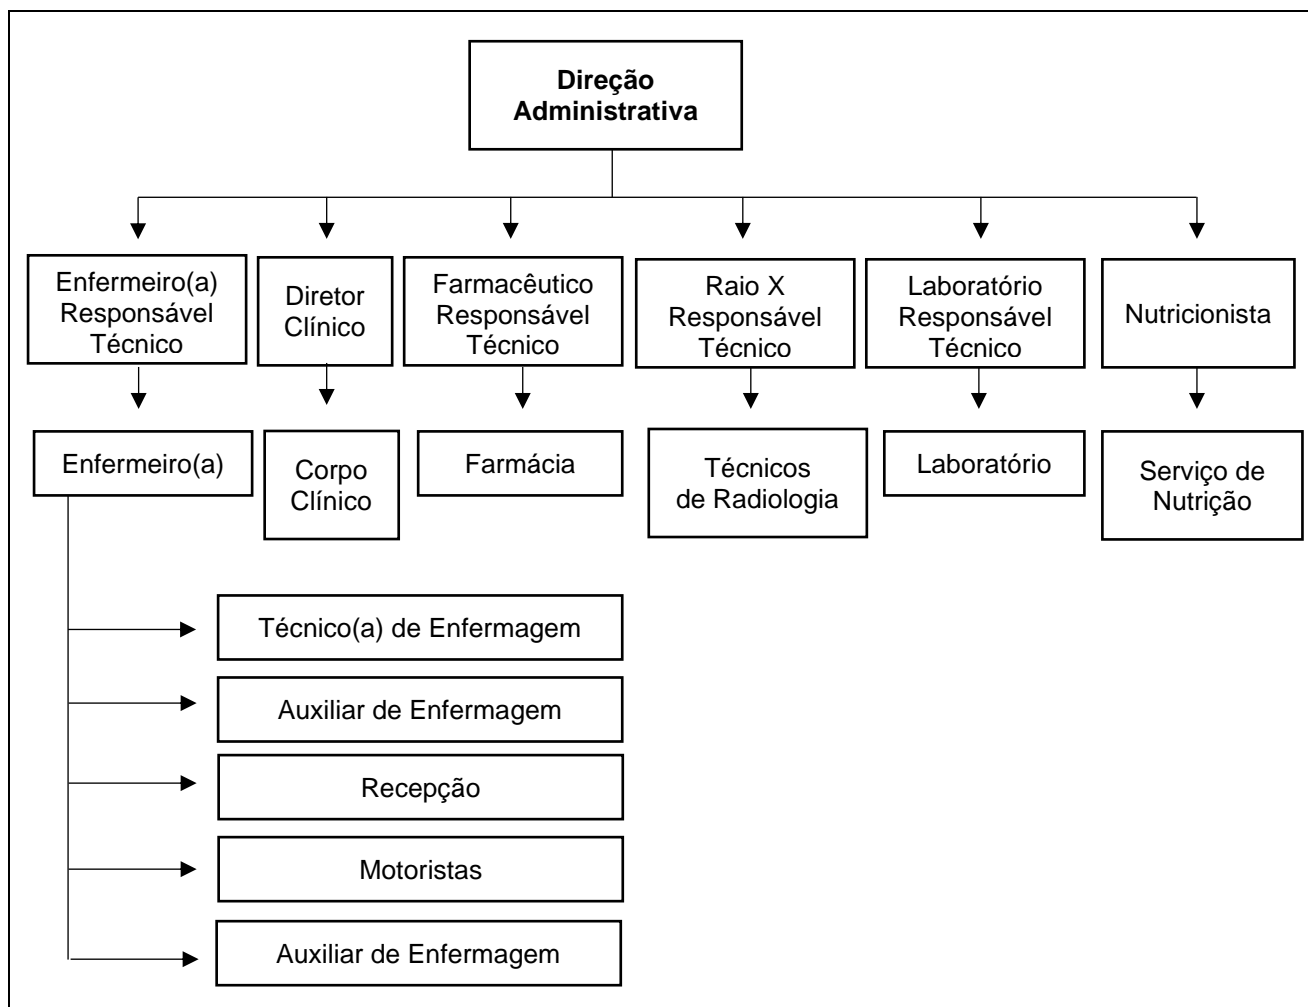 Direção
Administrativa
Enfermeiro(a)
Responsável
Técnico
Diretor
Clínico
Farmacêutico
Responsável
Técnico
Raio X
Responsável
Técnico
Laboratório
Responsável
Técnico
Nutricionista
Enfermeiro(a)
Corpo
Clínico
Farmácia
Técnicos
de Radiologia
Laboratório
Serviço de
Nutrição
Técnico(a) de Enfermagem
Auxiliar de Enfermagem
Recepção
Motoristas
Auxiliar de Enfermagem